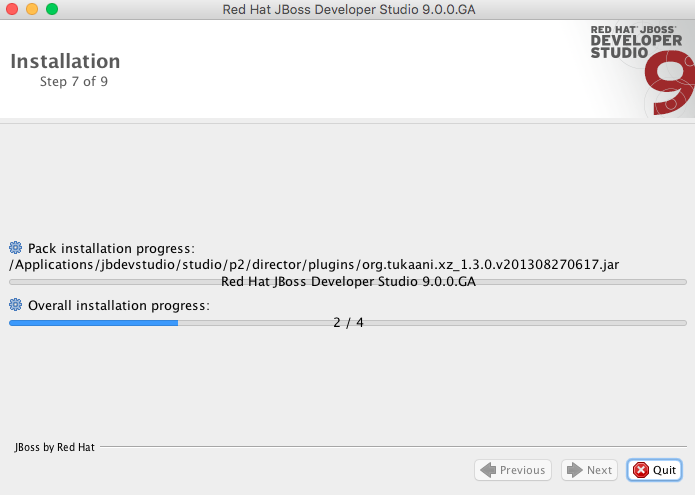 Red Hat JBoss Developer Studio 9.0.0.GA
RED HAT® JBOSS®
DEVELOPER
STUDIO
9
Installation
Step 7 of 9
Pack installation progress:
/Applications/jbdevstudio/studio/p2/director/plugins/org.tukaani.xz_1.3.0.v201308270617.jar
Red Hat JBoss Developer Studio 9.0.0.GA
Overall installation progress:
2 / 4
JBoss by Red Hat
Previous
Next
Quit